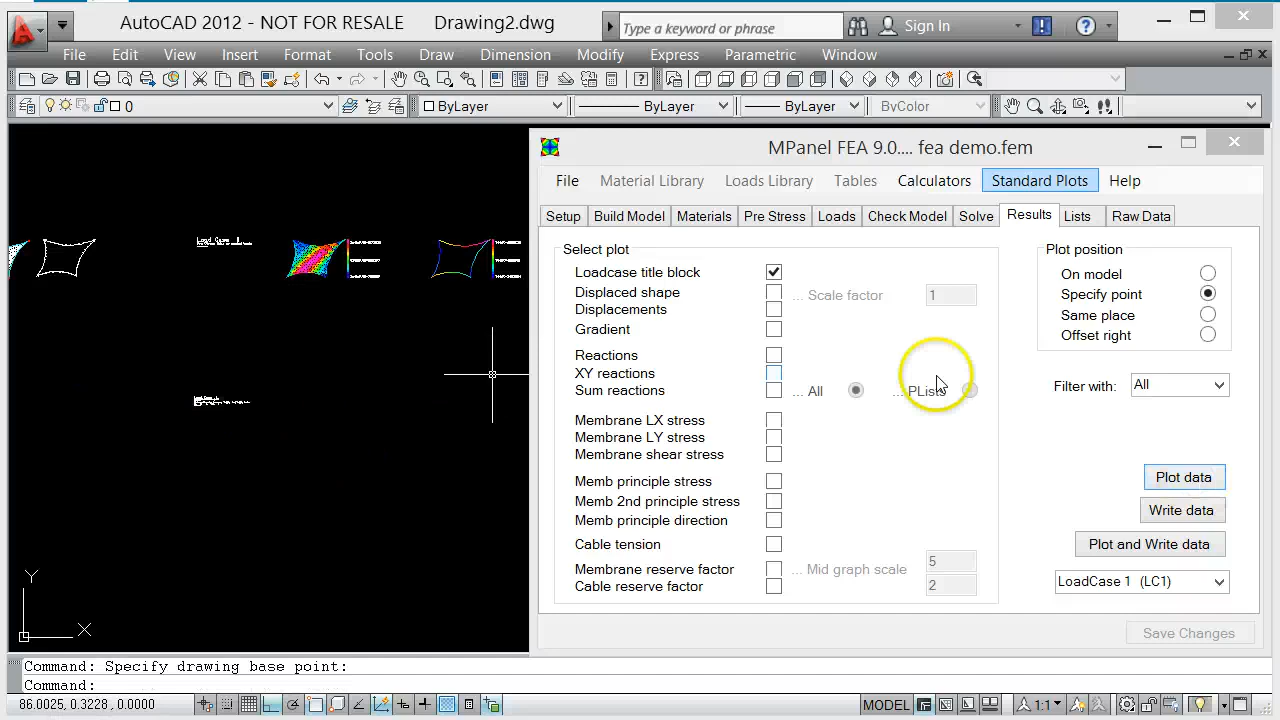 AutoCAD 2012 - NOT FOR RESALE Drawing2.dwg Type a keyword or phrase Sign In
File Edit View Insert Format Tools Draw Dimension Modify Express Parametric Window
0 ByLayer ByLayer ByLayer ByColor
MPanel FEA 9.0.... fea demo.fem
File Material Library Loads Library Tables Calculators Standard Plots Help
Setup Build Model Materials Pre Stress Loads Check Model Solve Results Lists Raw Data
Select plot
Loadcase title block
Displaced shape ... Scale factor 1
Displacements
Gradient
Reactions
XY reactions
Sum reactions ... All ... PLists
Membrane LX stress
Membrane LY stress
Membrane shear stress
Memb principle stress
Memb 2nd principle stress
Memb principle direction
Cable tension
Membrane reserve factor ... Mid graph scale 5
Cable reserve factor 2
Plot position
On model
Specify point
Same place
Offset right
Filter with: All
Plot data
Write data
Plot and Write data
LoadCase 1 (LC1)
Save Changes
Y
X
Command: Specify drawing base point:
Command:
86.0025, 0.3228, 0.0000 MODEL 1:1